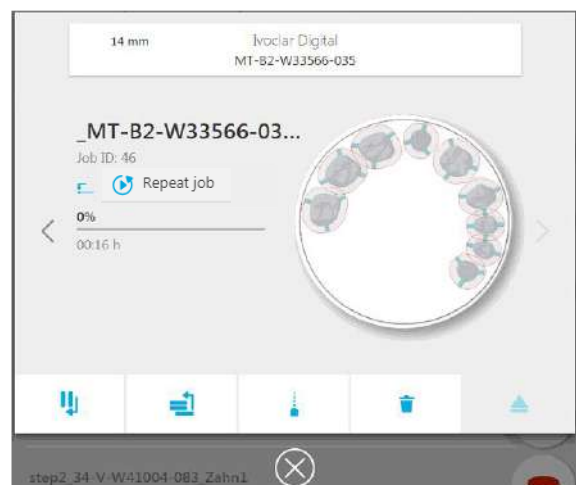 14 mm
Ivoclar Digital
MT-B2-W33566-035
_MT-B2-W33566-03...
Job ID: 46
Repeat job
0%
00:16 h
step2_34-V-W41004-083_Zahn1